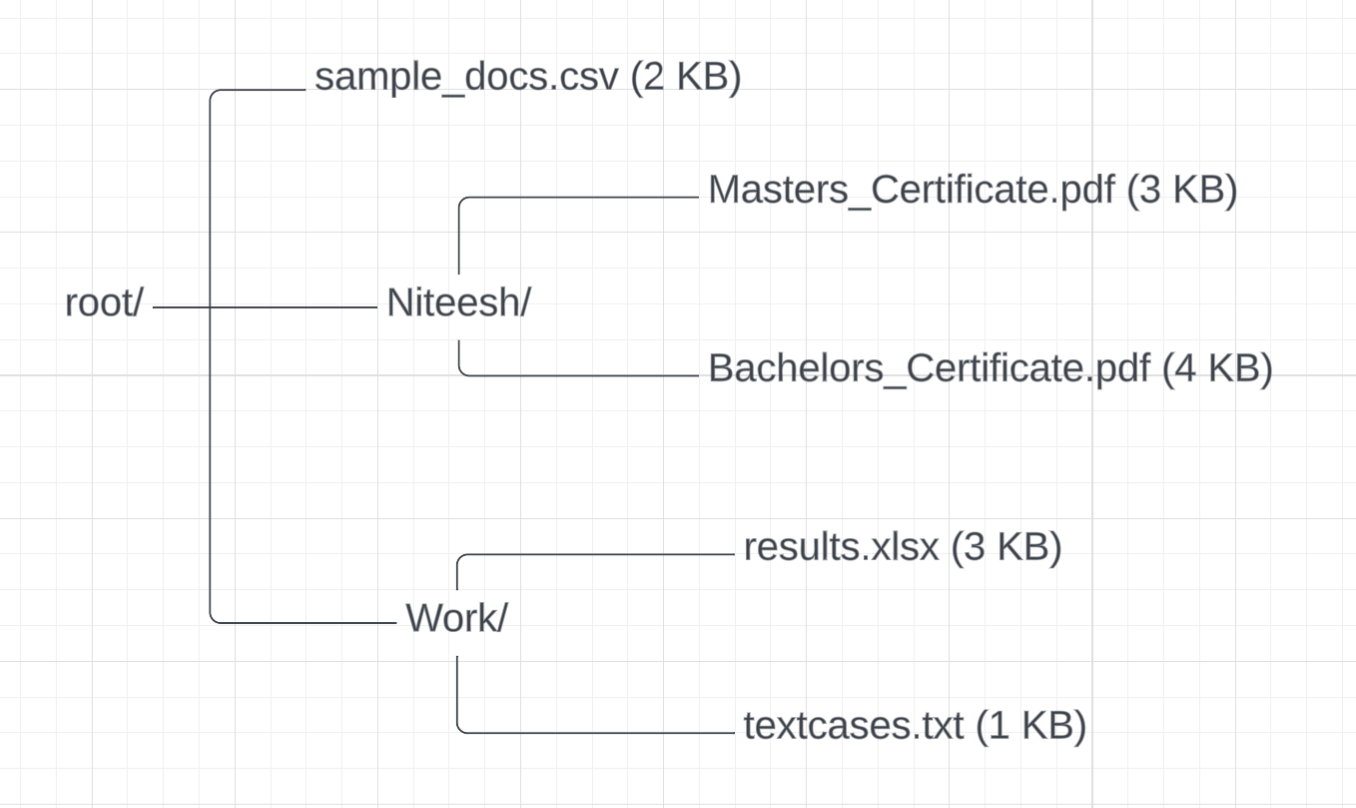 sample_docs.csv (2 KB)
Masters_Certificate.pdf (3 KB)
root/
Niteesh/
Bachelors_Certificate.pdf (4 KB)
results.xlsx (3 KB)
Work/
textcases.txt (1 KB)